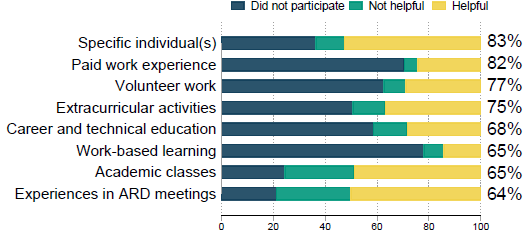 Did not participate Not helpful Helpful
Specific individual(s) 83%
Paid work experience 82%
Volunteer work 77%
Extracurricular activities 75%
Career and technical education 68%
Work-based learning 65%
Academic classes 65%
Experiences in ARD meetings 64%
0 20 40 60 80 100